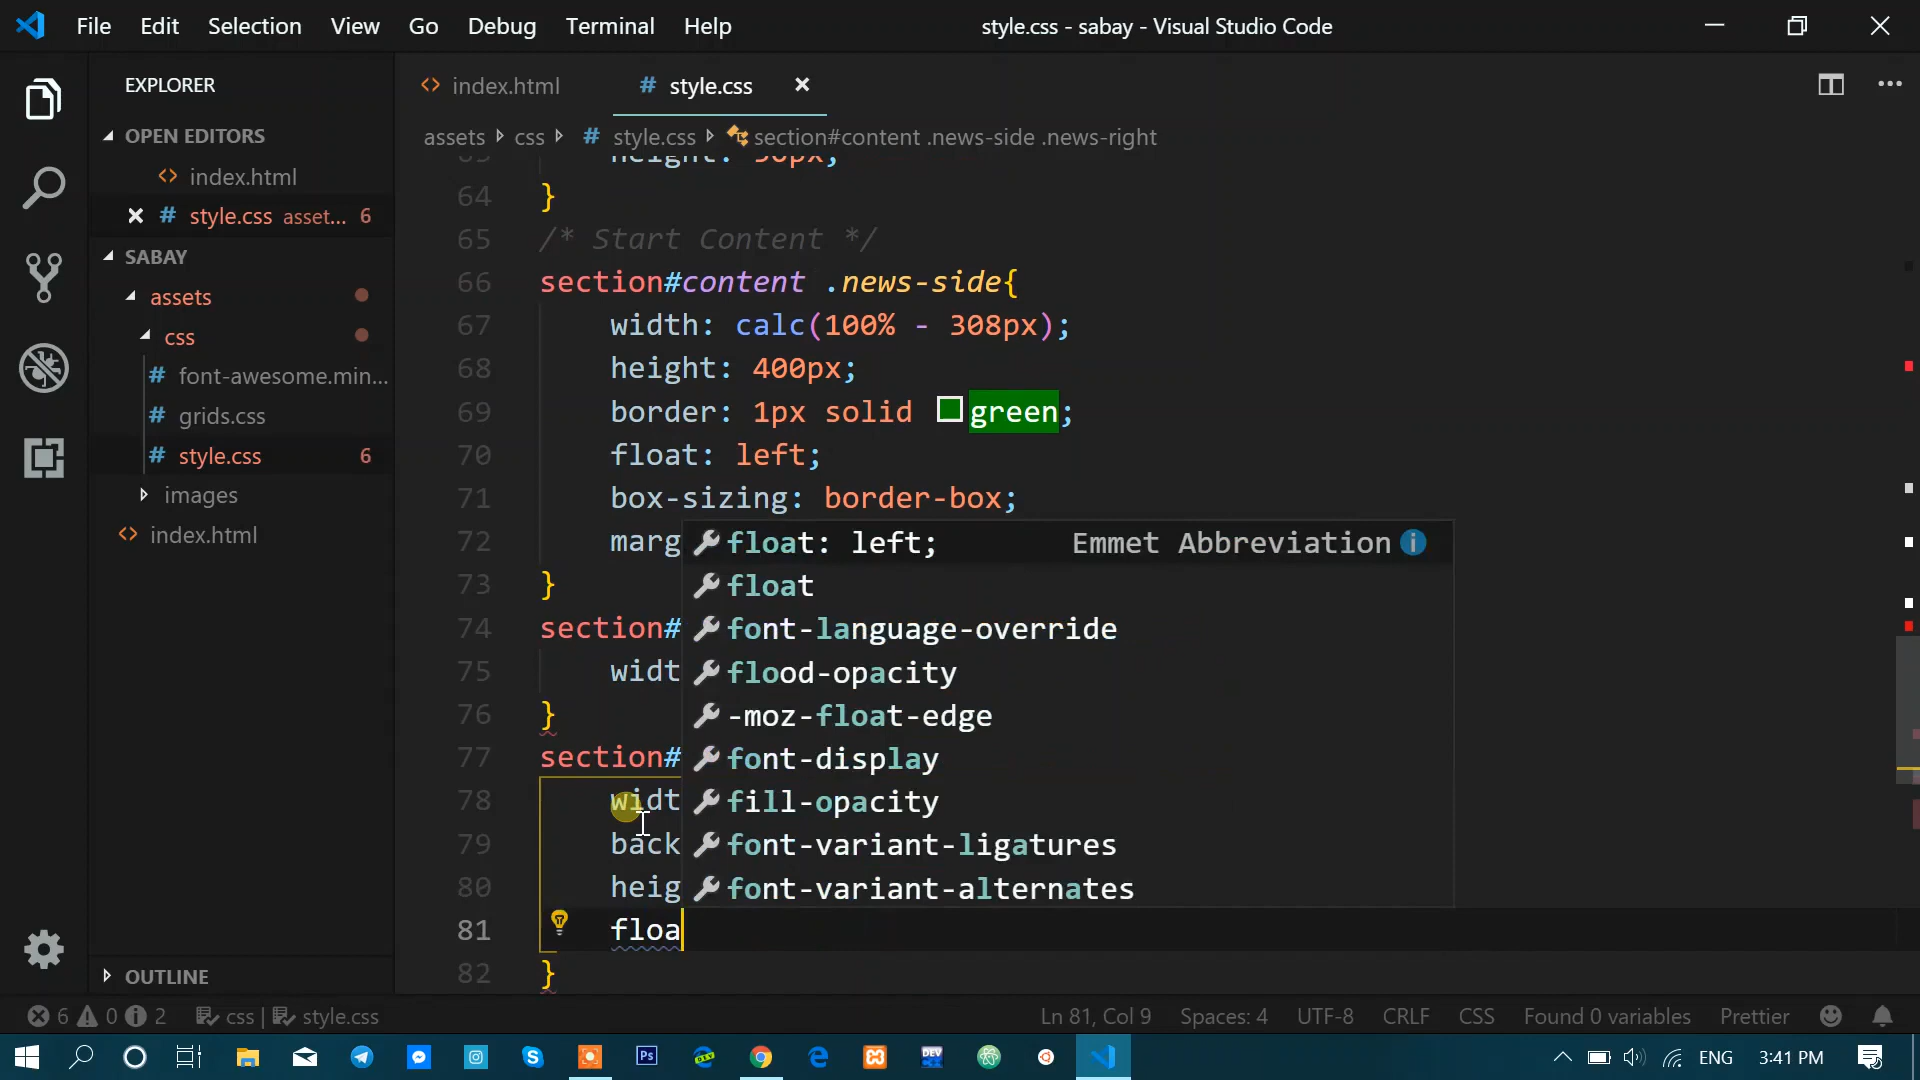 File Edit Selection View Go Debug Terminal Help style.css - sabay - Visual Studio Code
EXPLORER
OPEN EDITORS
index.html
style.css asset... 6
SABAY
assets
css
font-awesome.min...
grids.css
style.css 6
images
index.html
OUTLINE
index.html style.css
assets css style.css section#content .news-side .news-right
64 }
65 /* Start Content */
66 section#content .news-side{
67 width: calc(100% - 308px);
68 height: 400px;
69 border: 1px solid green;
70 float: left;
71 box-sizing: border-box;
72 marg
73 }
74 section#
75 widt
76 }
77 section#
78 widt
79 back
80 heig
81 floa
82 }
float: left; Emmet Abbreviation
float
font-language-override
flood-opacity
-moz-float-edge
font-display
fill-opacity
font-variant-ligatures
font-variant-alternates
6 0 2 css | style.css Ln 81, Col 9 Spaces: 4 UTF-8 CRLF CSS Found 0 variables Prettier
ENG 3:41 PM